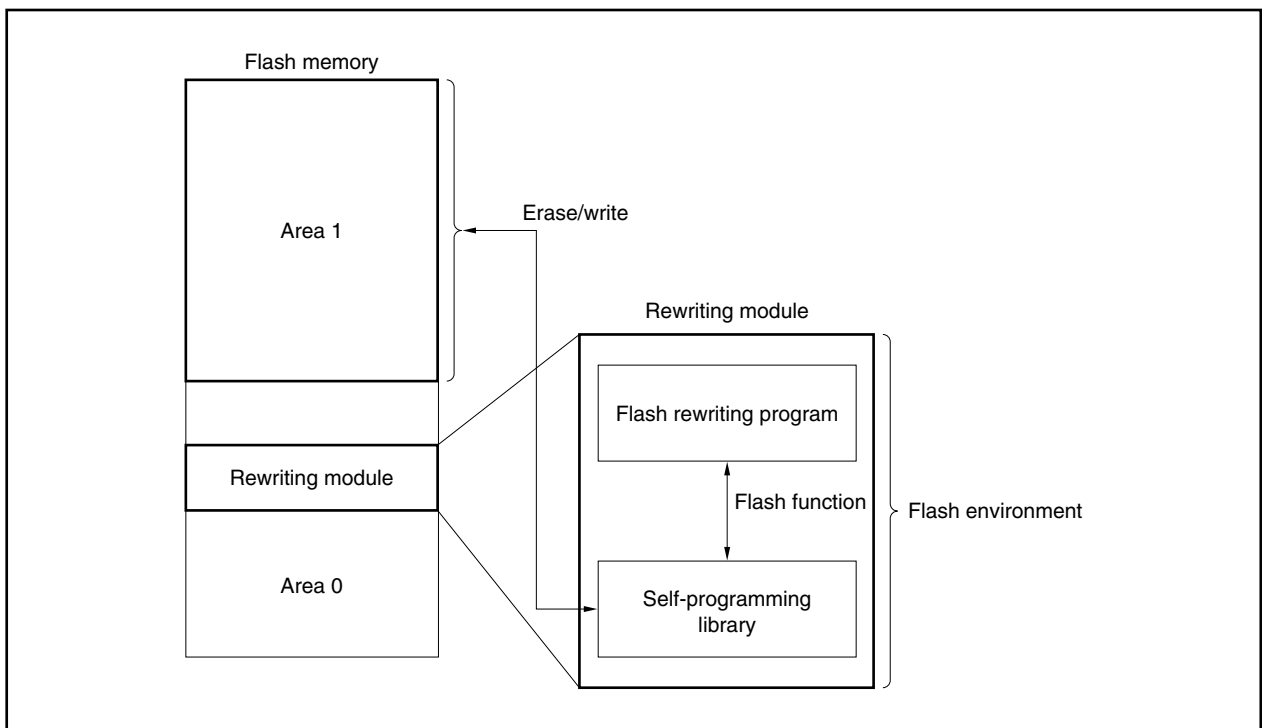 Flash memory
Area 1
Erase/write
Rewriting module
Flash rewriting program
Rewriting module
Flash function
Flash environment
Area 0
Self-programming
library